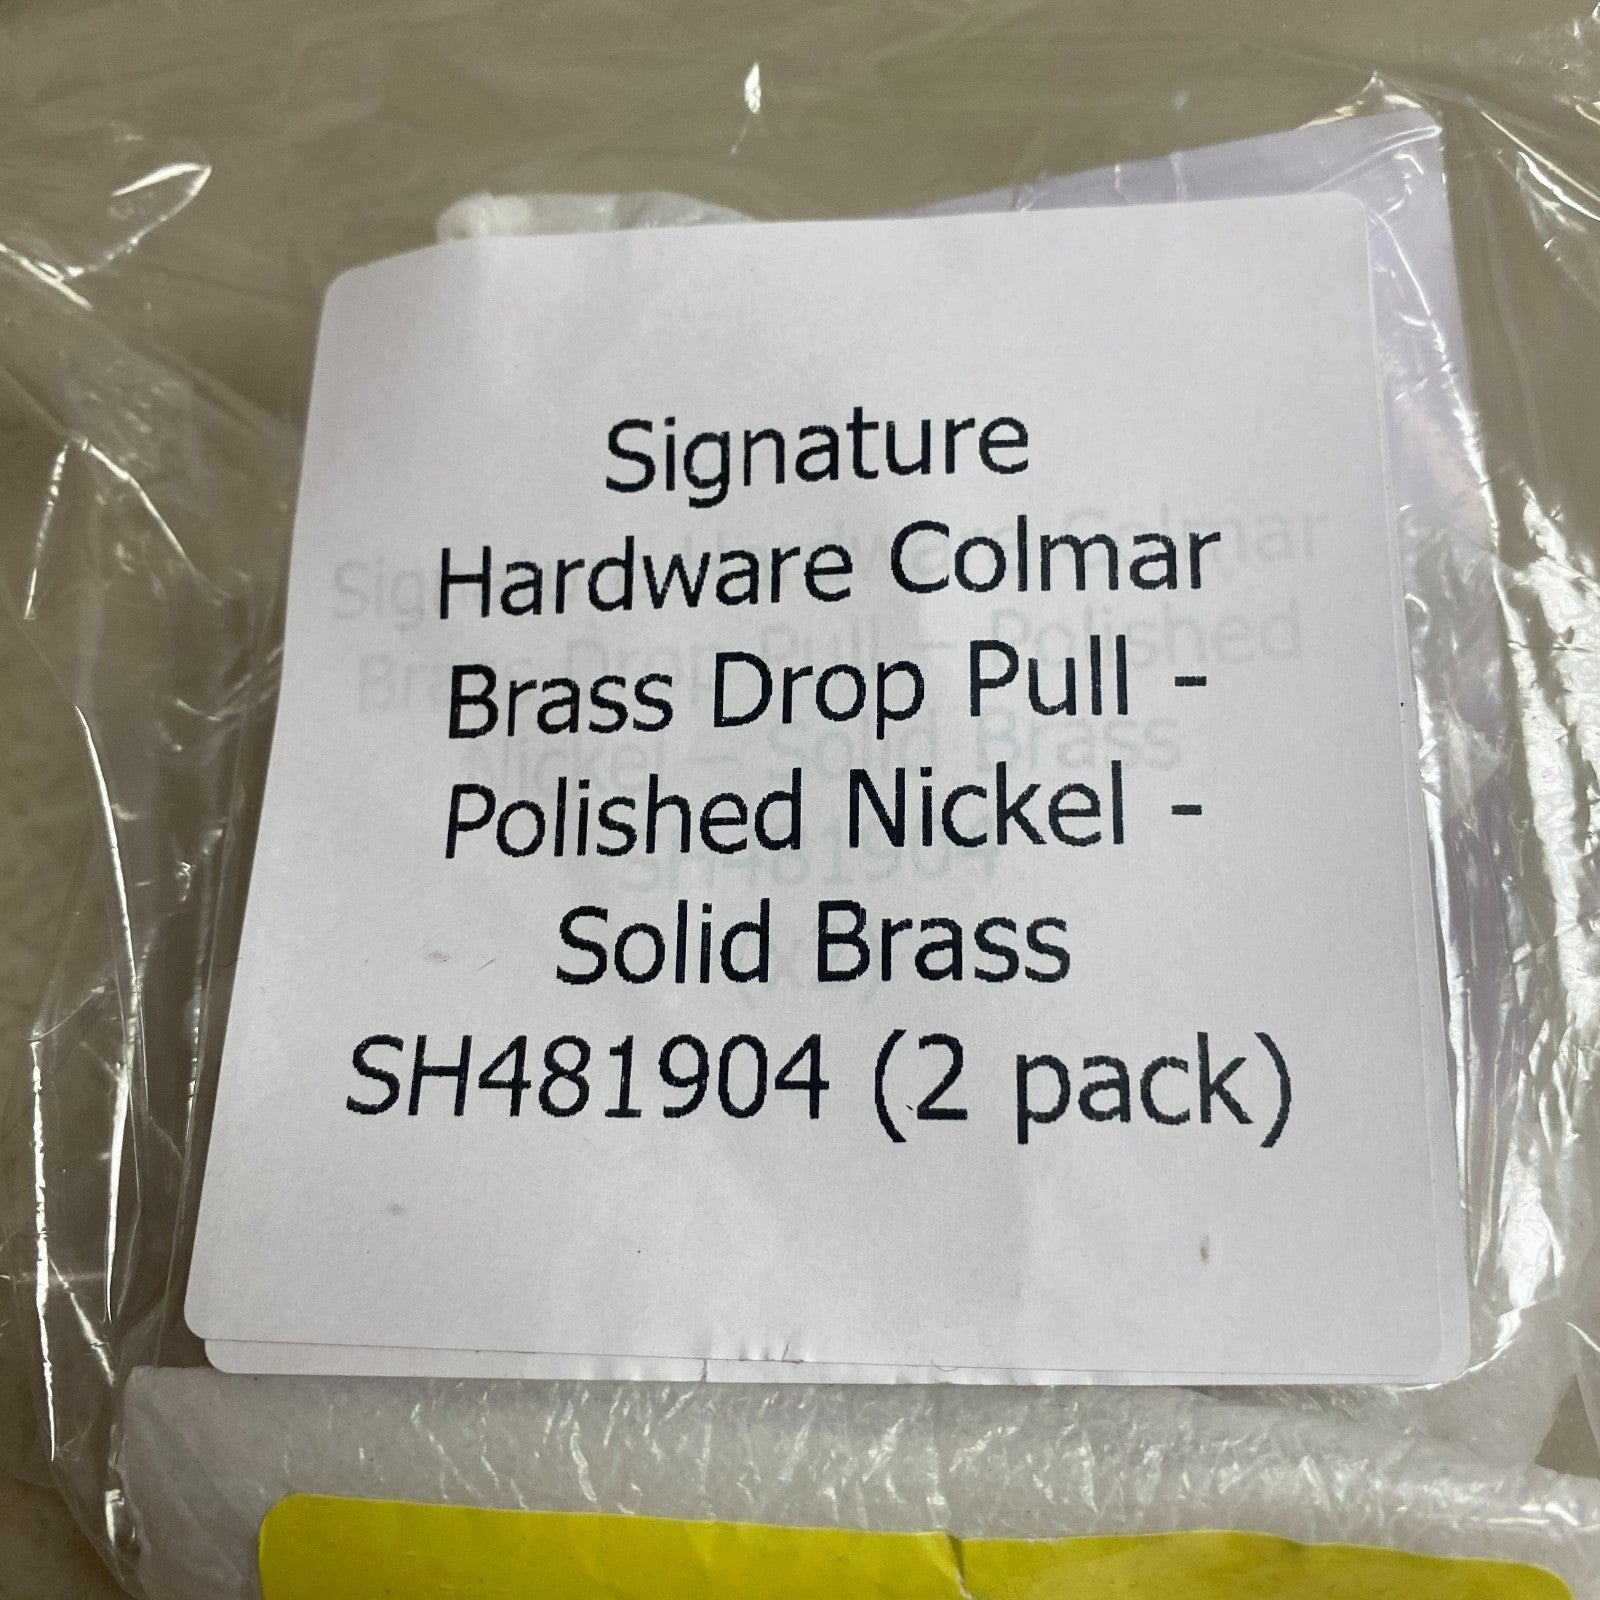 Signature
Hardware Colmar
Brass Drop Pull -
Polished Nickel -
Solid Brass
SH481904 (2 pack)